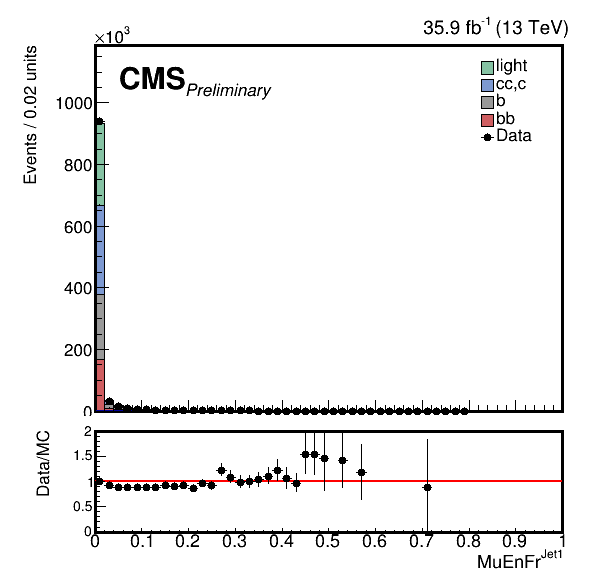 ×10³
35.9 fb⁻¹ (13 TeV)
CMS Preliminary
light
cc,c
b
bb
Data
Events / 0.02 units
1000
800
600
400
200
0
Data/MC
2
1.5
1
0.5
0
0 0.1 0.2 0.3 0.4 0.5 0.6 0.7 0.8 0.9 1
MuEnFr^Jet1